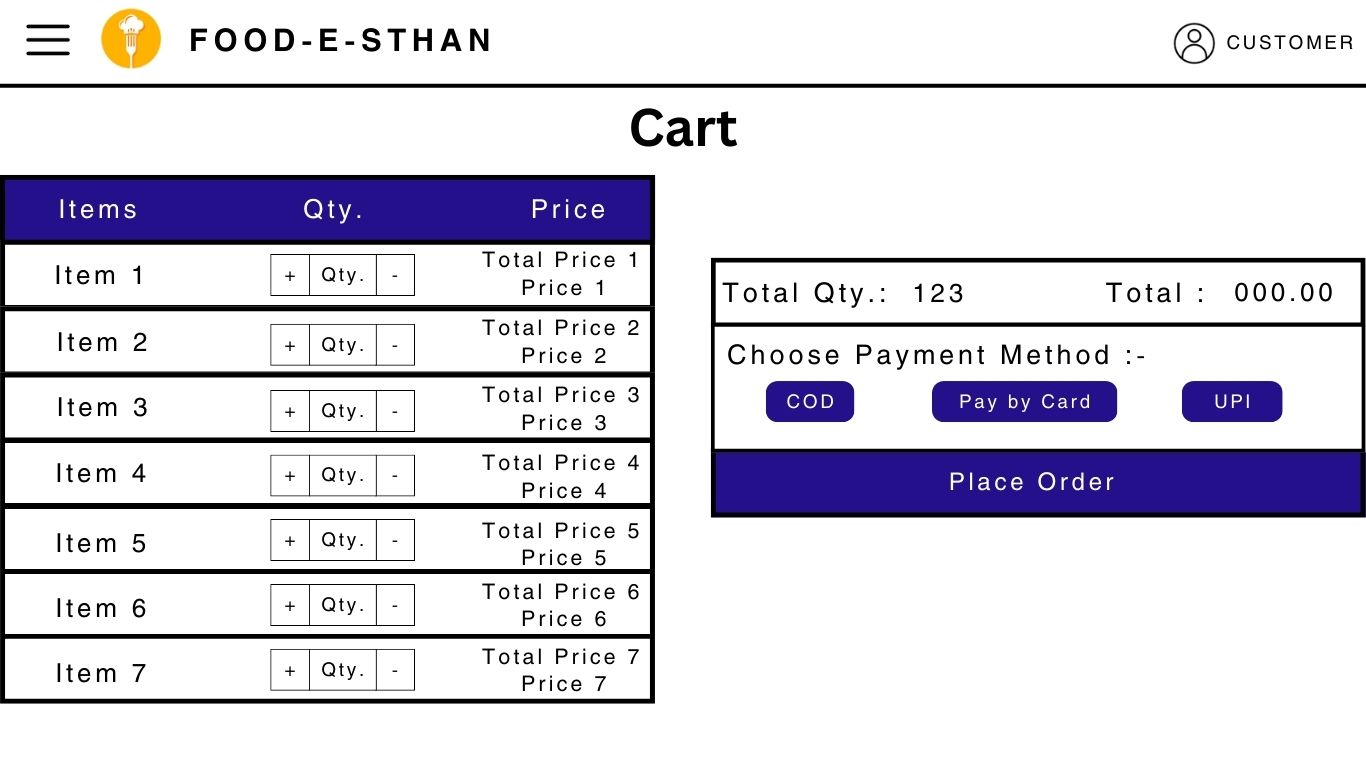 FOOD-E-STHAN
CUSTOMER
Cart
Items Qty. Price
Item 1 + Qty. - Total Price 1
Price 1
Item 2 + Qty. - Total Price 2
Price 2
Item 3 + Qty. - Total Price 3
Price 3
Item 4 + Qty. - Total Price 4
Price 4
Item 5 + Qty. - Total Price 5
Price 5
Item 6 + Qty. - Total Price 6
Price 6
Item 7 + Qty. - Total Price 7
Price 7
Total Qty.: 123 Total : 000.00
Choose Payment Method :-
COD Pay by Card UPI
Place Order